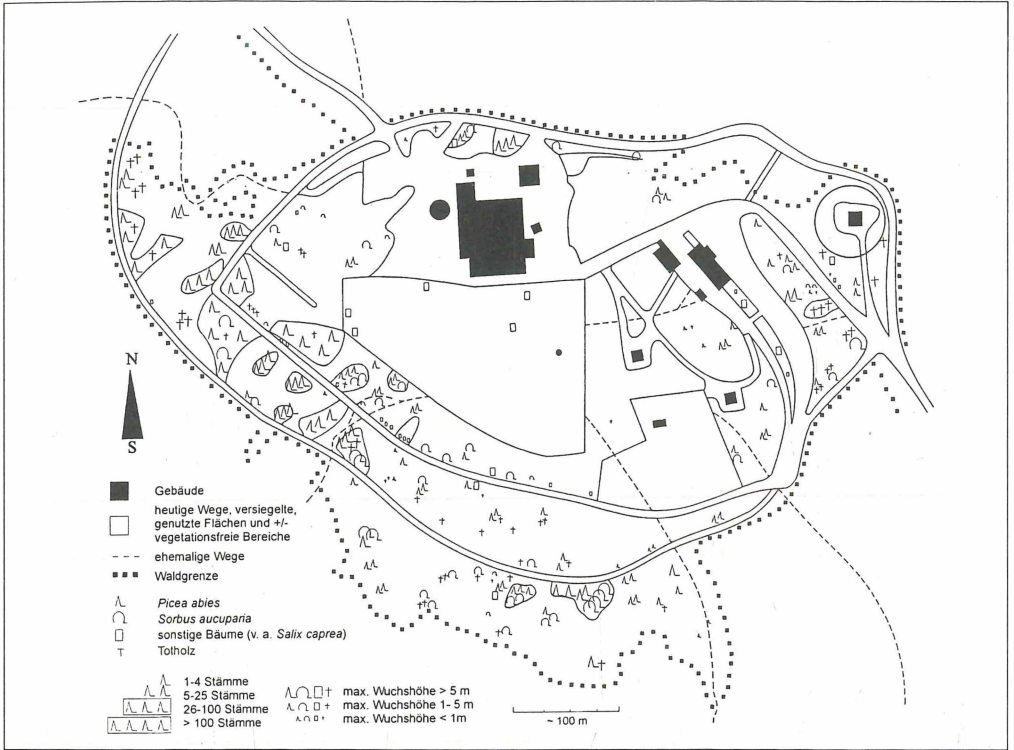 N
S
Gebäude
heutige Wege, versiegelte,
genutzte Flächen und +/-
vegetationsfreie Bereiche
ehemalige Wege
Waldgrenze
Picea abies
Sorbus aucuparia
sonstige Bäume (v. a. Salix caprea)
Totholz
1-4 Stämme
5-25 Stämme
26-100 Stämme
> 100 Stämme
max. Wuchshöhe > 5 m
max. Wuchshöhe 1- 5 m
max. Wuchshöhe < 1m
~ 100 m